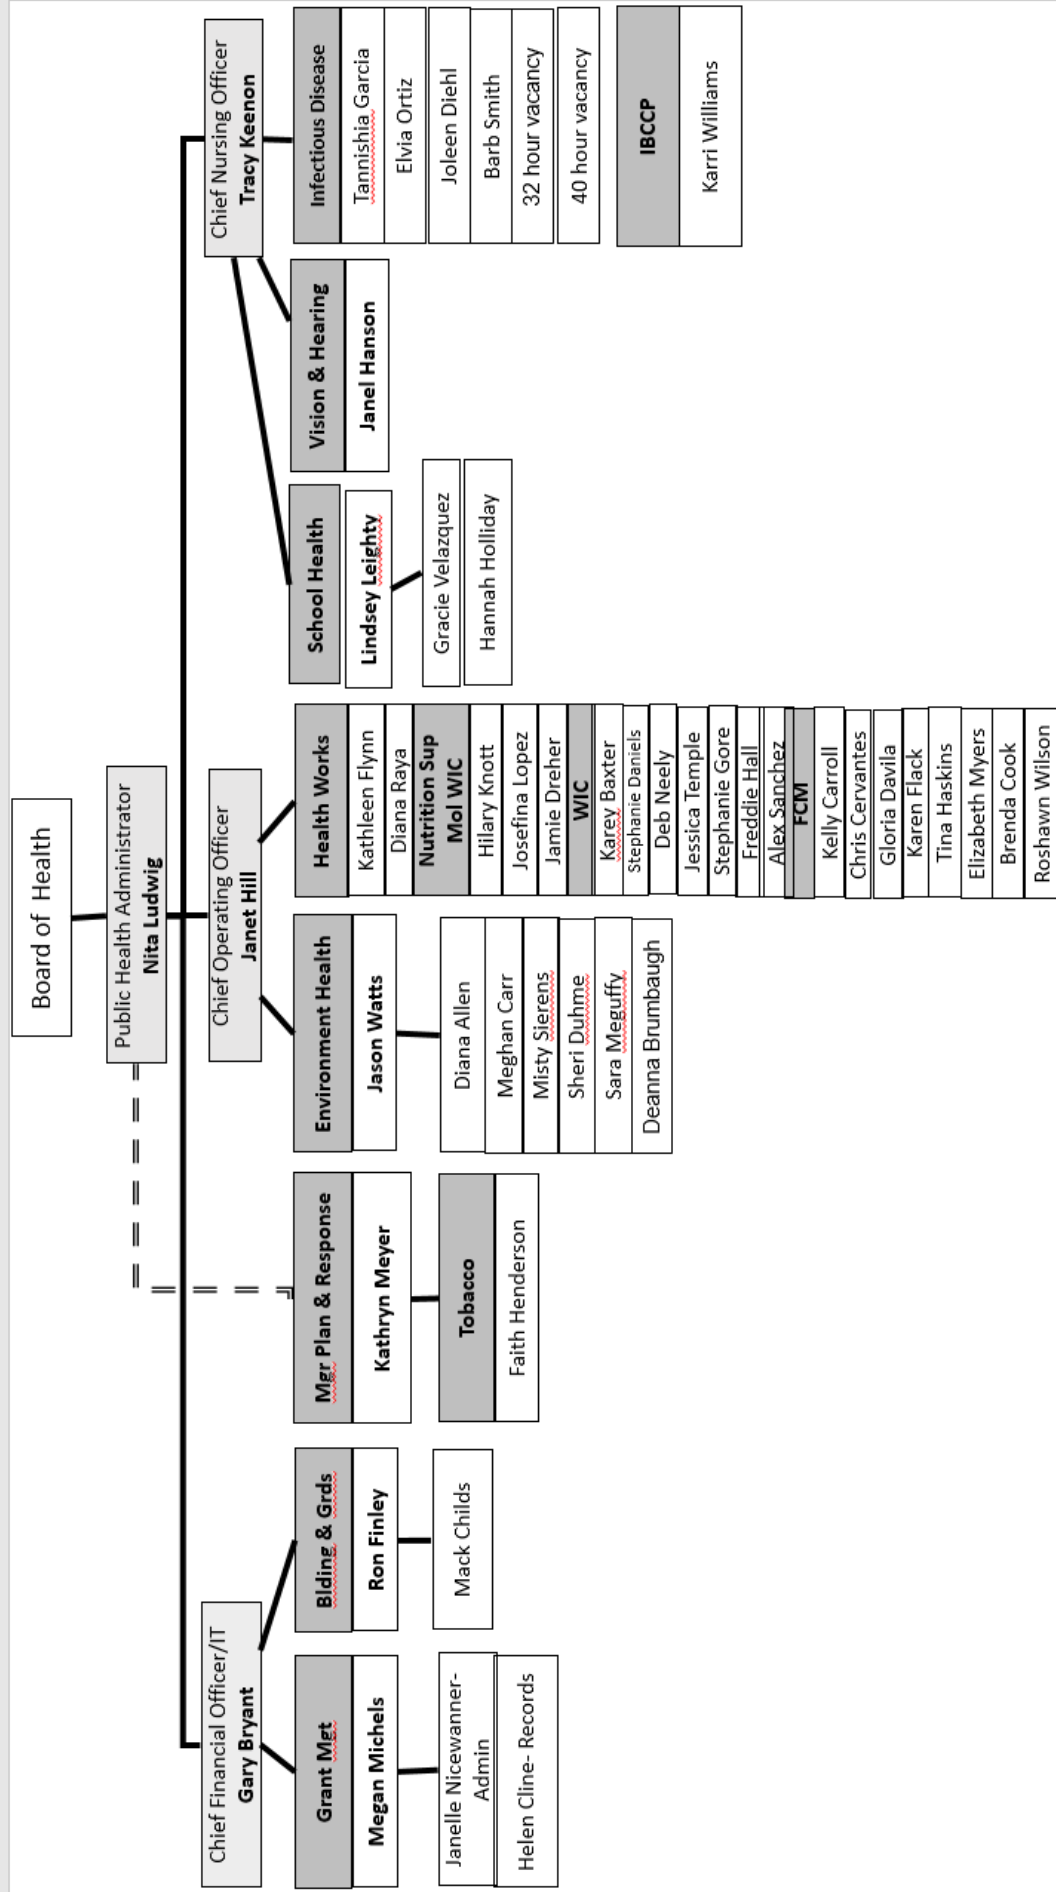 Board of Health
Public Health Administrator
Nita Ludwig
Chief Financial Officer/IT
Gary Bryant
Chief Operating Officer
Janet Hill
Chief Nursing Officer
Tracy Keenon
Grant Mgt
Megan Michels
Janelle Nicewanner-
Admin
Helen Cline- Records
Blding & Grds
Ron Finley
Mack Childs
Mgr Plan & Response
Kathryn Meyer
Tobacco
Faith Henderson
Environment Health
Jason Watts
Diana Allen
Meghan Carr
Misty Sierens
Sheri Duhme
Sara Meguffy
Deanna Brumbaugh
Health Works
Kathleen Flynn
Diana Raya
Nutrition Sup
Mol WIC
Hilary Knott
Josefina Lopez
Jamie Dreher
WIC
Karey Baxter
Stephanie Daniels
Deb Neely
Jessica Temple
Stephanie Gore
Freddie Hall
Alex Sanchez
FCM
Kelly Carroll
Chris Cervantes
Gloria Davila
Karen Flack
Tina Haskins
Elizabeth Myers
Brenda Cook
Roshawn Wilson
School Health
Lindsey Leighty
Gracie Velazquez
Hannah Holliday
Vision & Hearing
Janel Hanson
Infectious Disease
Tannishia Garcia
Elvia Ortiz
Joleen Diehl
Barb Smith
32 hour vacancy
40 hour vacancy
IBCCP
Karri Williams